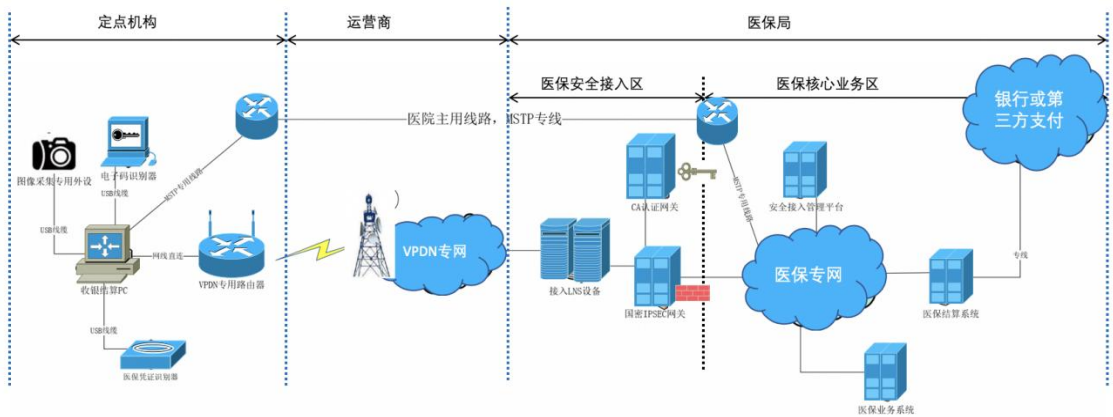 定点机构
运营商
医保局
医保安全接入区
医保核心业务区
银行或第
三方支付
医院主用线路，MSTP专线
图像采集专用外设
电子码识别器
MSTP专用线路
USB线缆
USB线缆
CA认证网关
安全接入管理平台
MSTP专用线路
网线直连
收银结算PC
VPDN专用路由器
)
VPDN专网
接入LNS设备
国密IPSEC网关
医保专网
医保结算系统
专线
USB线缆
医保凭证识别器
医保业务系统